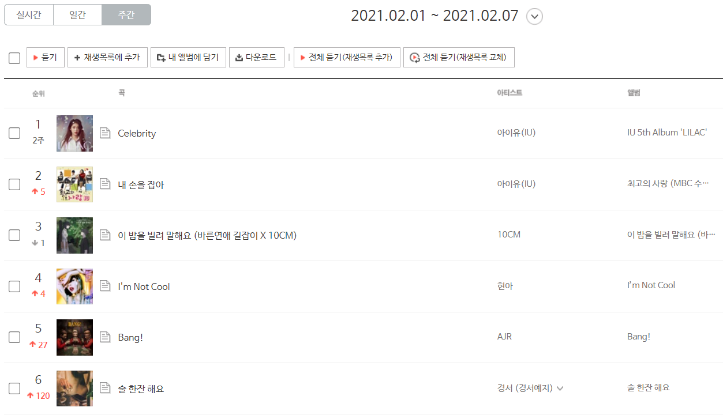 실시간 일간 주간 2021.02.01 ~ 2021.02.07
듣기 재생목록에 추가 내 앨범에 담기 다운로드 전체 듣기(재생목록 추가) 전체 듣기(재생목록 교체)
순위 곡 아티스트 앨범
1 Celebrity 아이유(IU) IU 5th Album 'LILAC'
2주
2 내 손을 잡아 아이유(IU) 최고의 사랑 (MBC 수…
5
3 이 밤을 빌려 말해요 (바른연애 길잡이 X 10CM) 10CM 이 밤을 빌려 말해요 (바…
1
4 I'm Not Cool 현아 I'm Not Cool
4
5 Bang! AJR Bang!
27
6 술 한잔 해요 경서 (경서예지) 술 한잔 해요
120